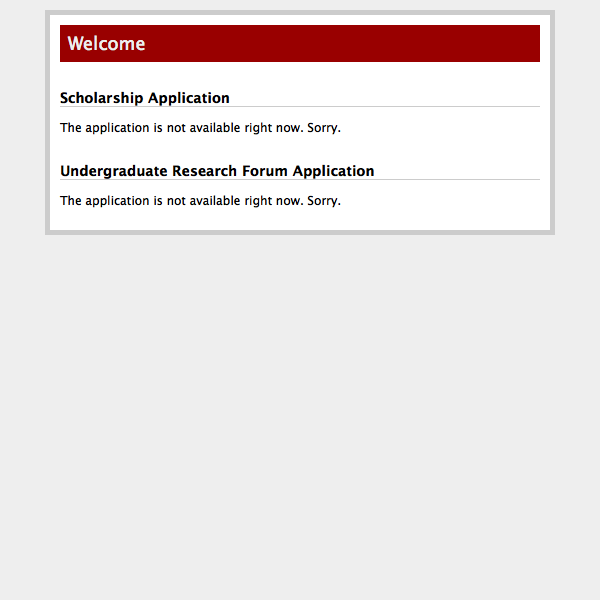 Welcome
Scholarship Application
The application is not available right now. Sorry.
Undergraduate Research Forum Application
The application is not available right now. Sorry.